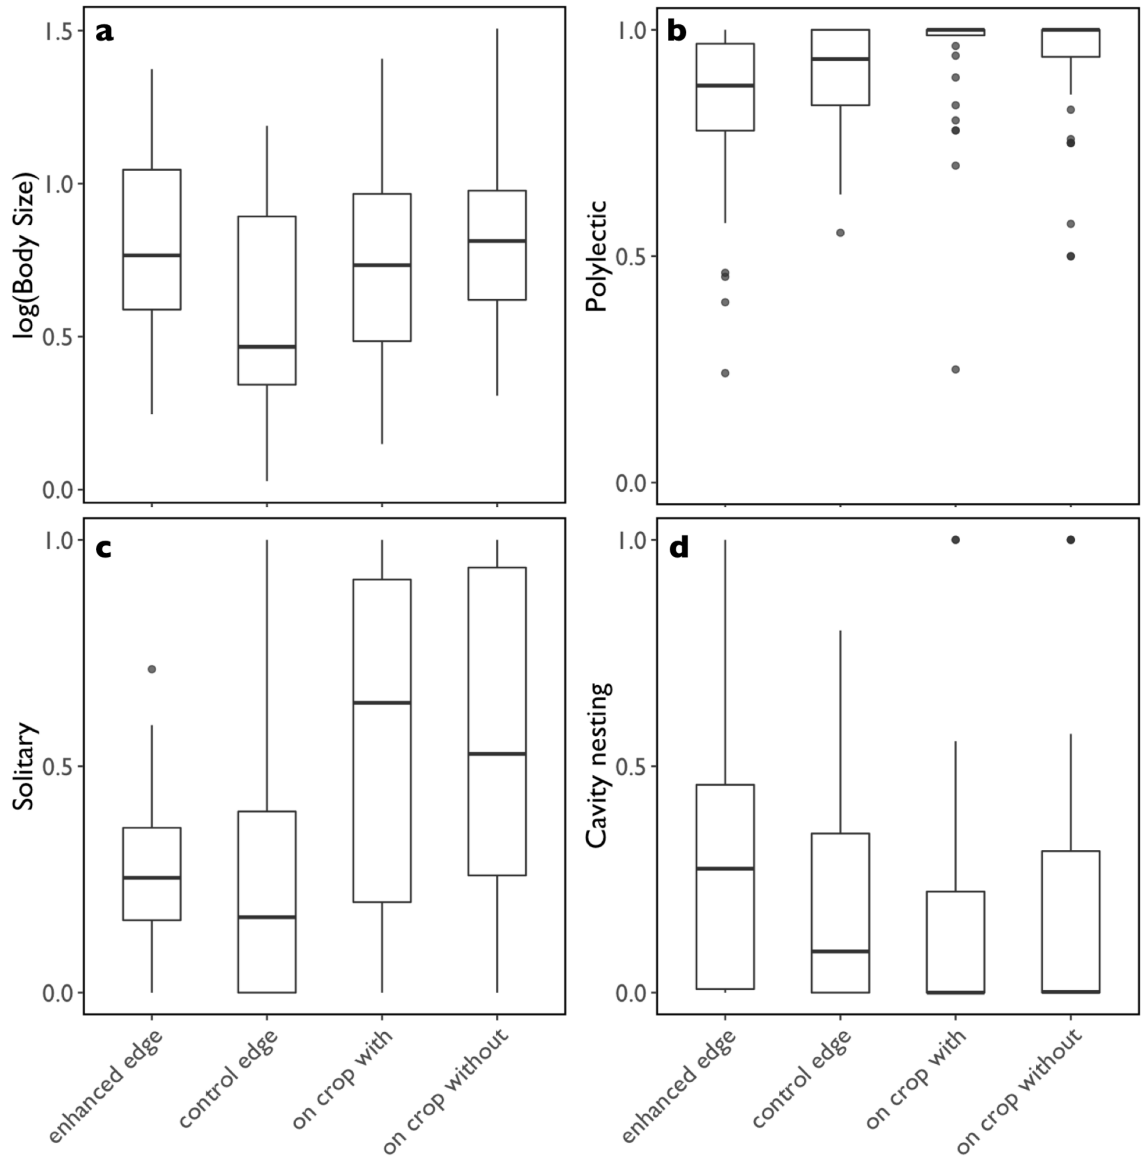 a
b
1.5
1.0
0.5
0.0
log(Body Size)
1.0
0.5
0.0
Polylectic
c
d
1.0
0.5
0.0
Solitary
1.0
0.5
0.0
Cavity nesting
enhanced edge
control edge
on crop with
on crop without
enhanced edge
control edge
on crop with
on crop without